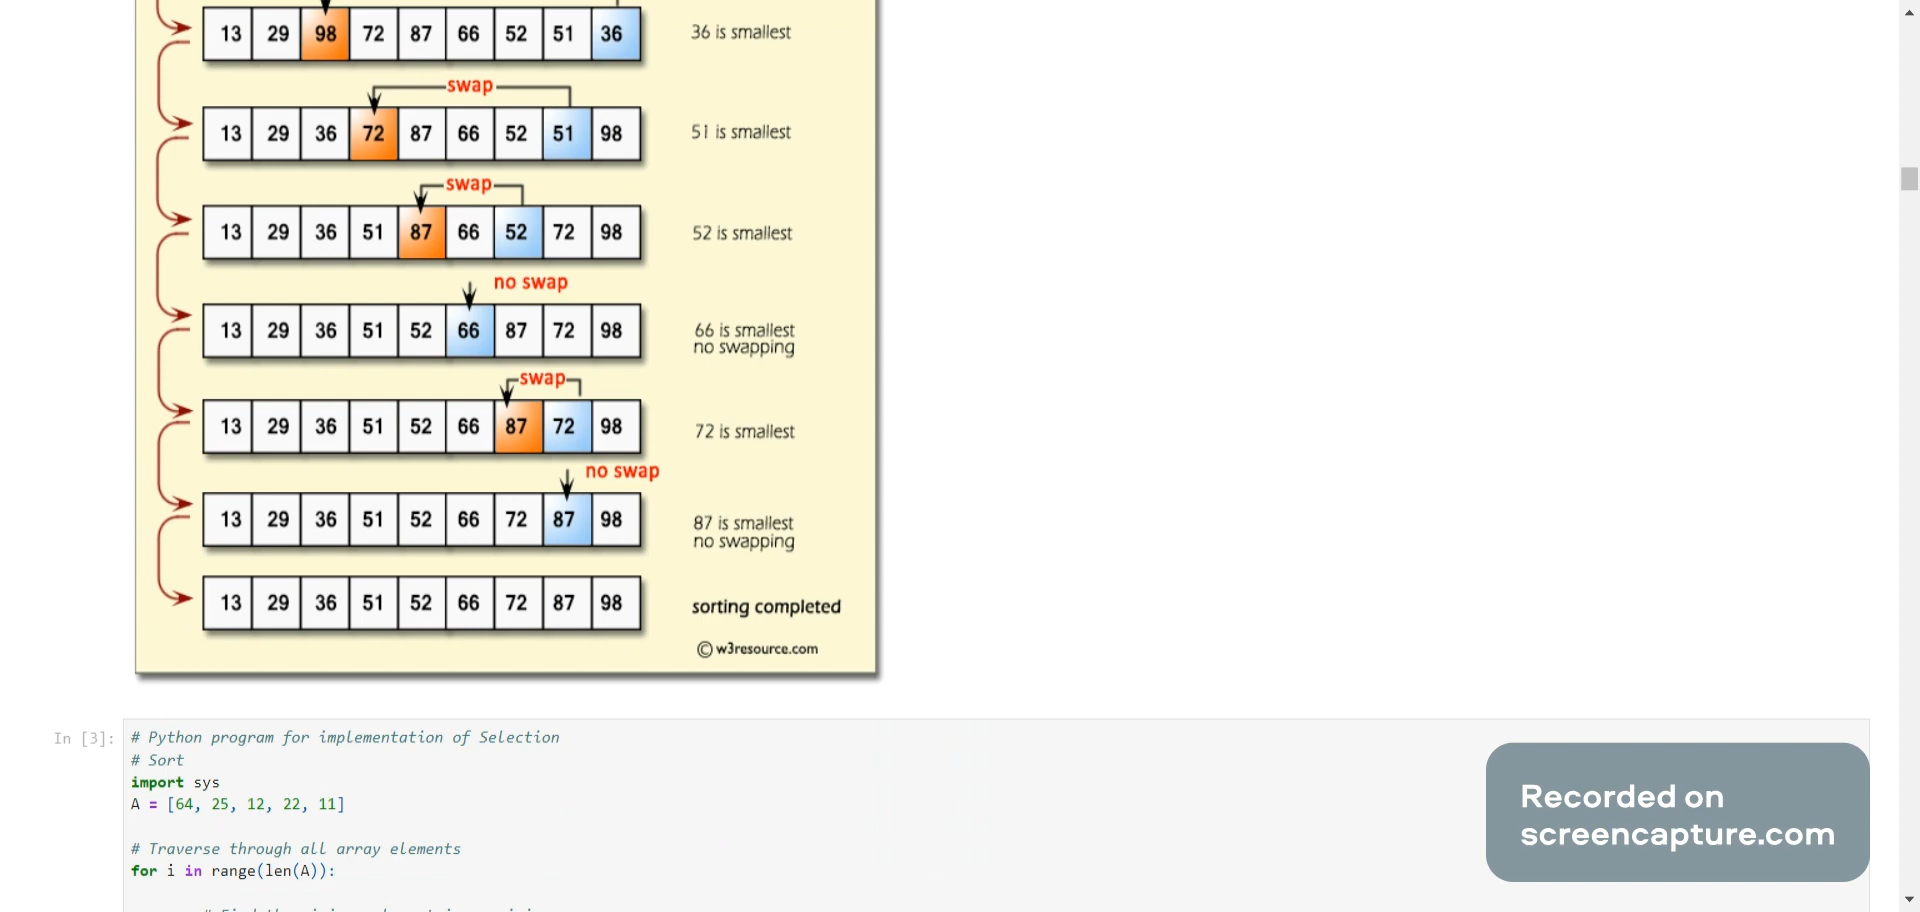 13 29 98 72 87 66 52 51 36 36 is smallest
swap
13 29 36 72 87 66 52 51 98 51 is smallest
swap
13 29 36 51 87 66 52 72 98 52 is smallest
no swap
13 29 36 51 52 66 87 72 98 66 is smallest
no swapping
swap
13 29 36 51 52 66 87 72 98 72 is smallest
no swap
13 29 36 51 52 66 72 87 98 87 is smallest
no swapping
13 29 36 51 52 66 72 87 98 sorting completed
© w3resource.com
In [3]: # Python program for implementation of Selection
# Sort
import sys
A = [64, 25, 12, 22, 11]
# Traverse through all array elements
for i in range(len(A)):
Recorded on
screencapture.com